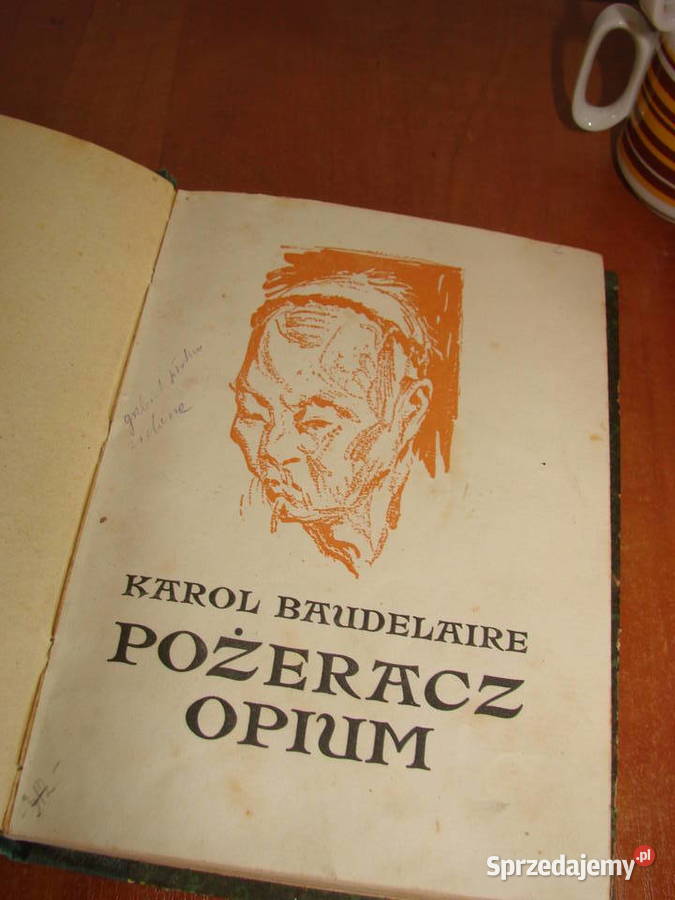 KAROL BAUDELAIRE
POŻERACZ
OPIUM
Sprzedajemy.pl